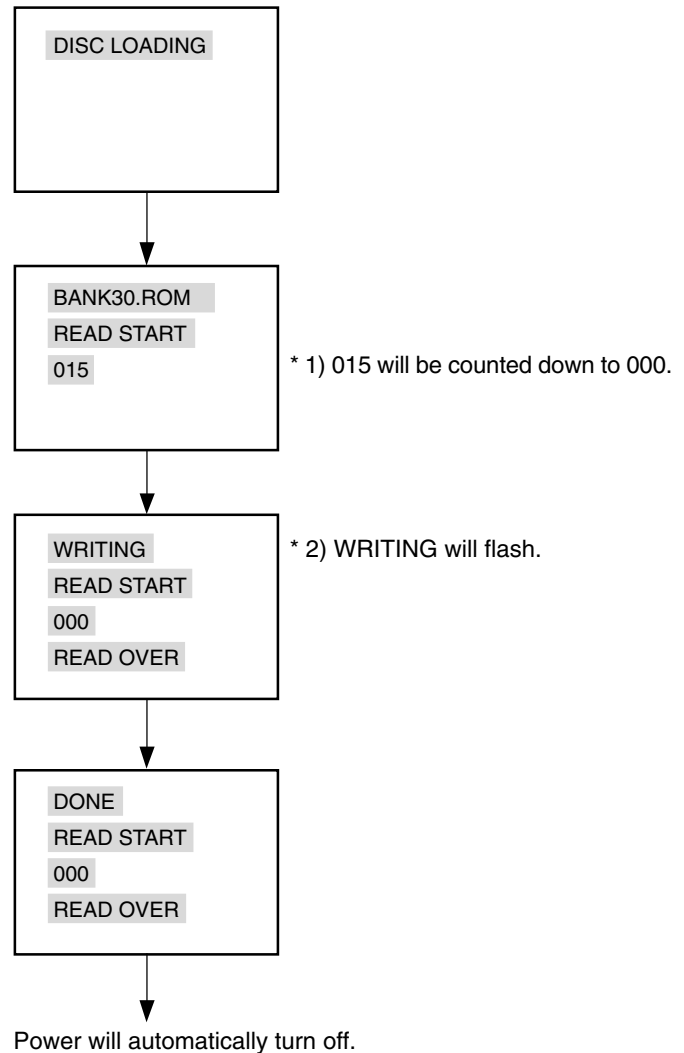 DISC LOADING
BANK30.ROM
READ START
015
* 1) 015 will be counted down to 000.
WRITING
* 2) WRITING will flash.
READ START
000
READ OVER
DONE
READ START
000
READ OVER
Power will automatically turn off.